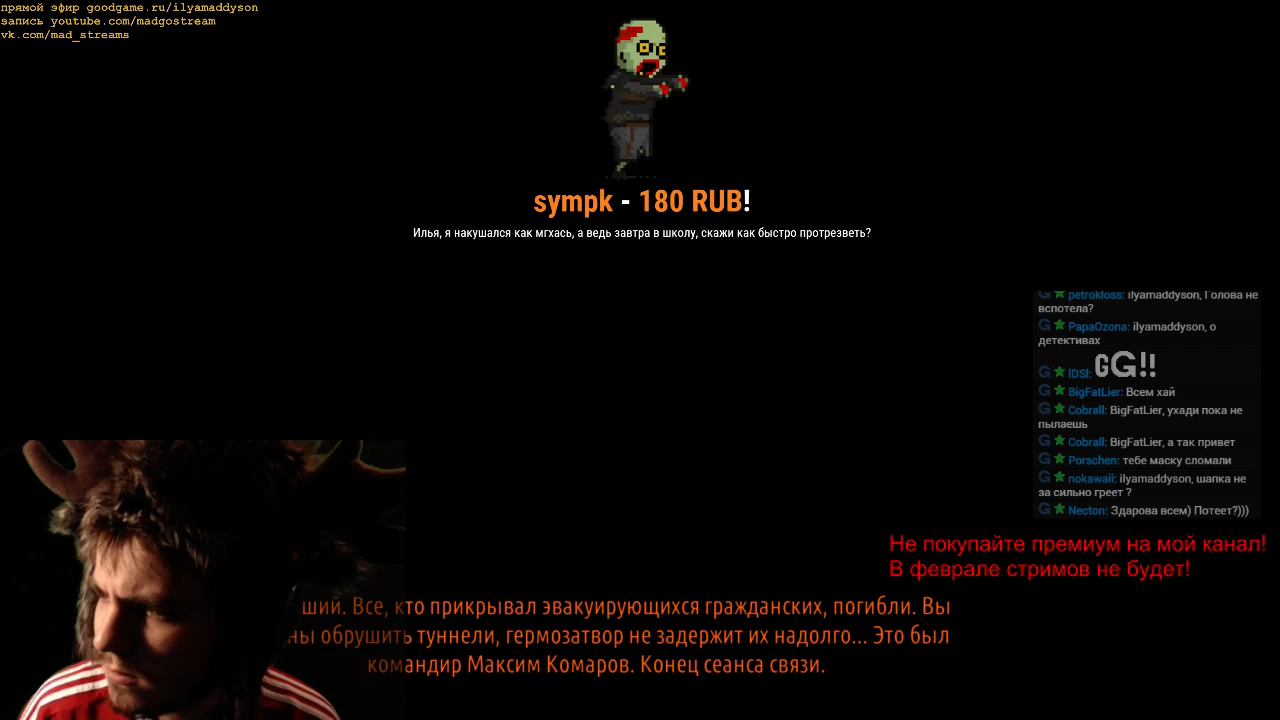 прямой эфир goodgame.ru/ilyamaddyson
запись youtube.com/madgostream
vk.com/mad_streams
sympk - 180 RUB!
Илья, я накушался как мгхась, а ведь завтра в школу, скажи как быстро протрезветь?
petrokloss: ilyamaddyson, Голова не
вспотела?
PapaOzona: ilyamaddyson, о
детективах
IDSI: GG!!
BigFatLier: Всем хай
Cobrall: BigFatLier, ухади пока не
пылаешь
Cobrall: BigFatLier, а так привет
Porschen: тебе маску сломали
nokawaii: ilyamaddyson, шапка не
за сильно греет ?
Necton: Здарова всем) Потеет?)))
Не покупайте премиум на мой канал!
В феврале стримов не будет!
ший. Все, кто прикрывал эвакуирующихся гражданских, погибли. Вы
ны обрушить туннели, гермозатвор не задержит их надолго... Это был
командир Максим Комаров. Конец сеанса связи.